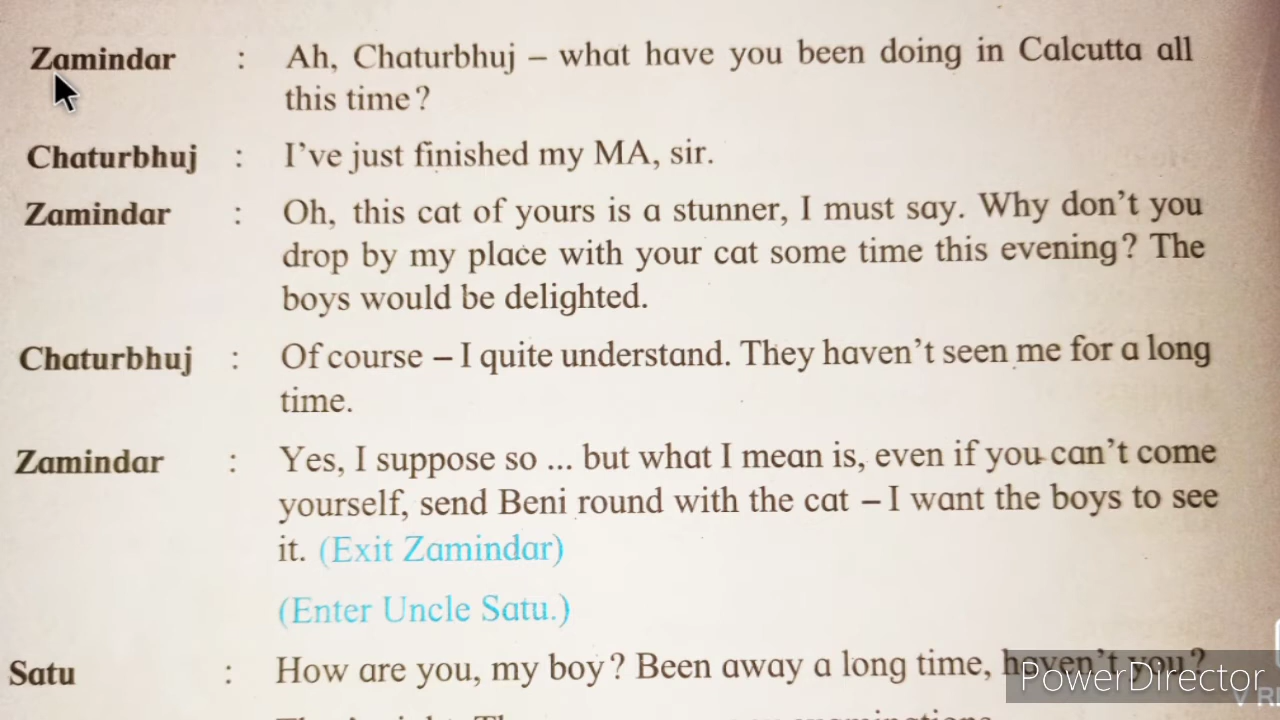 Zamindar : Ah, Chaturbhuj – what have you been doing in Calcutta all
this time?
Chaturbhuj : I've just finished my MA, sir.
Zamindar : Oh, this cat of yours is a stunner, I must say. Why don't you
drop by my place with your cat some time this evening? The
boys would be delighted.
Chaturbhuj : Of course – I quite understand. They haven't seen me for a long
time.
Zamindar : Yes, I suppose so ... but what I mean is, even if you can't come
yourself, send Beni round with the cat – I want the boys to see
it. (Exit Zamindar)
(Enter Uncle Satu.)
Satu : How are you, my boy? Been away a long time, haven't you?
PowerDirector